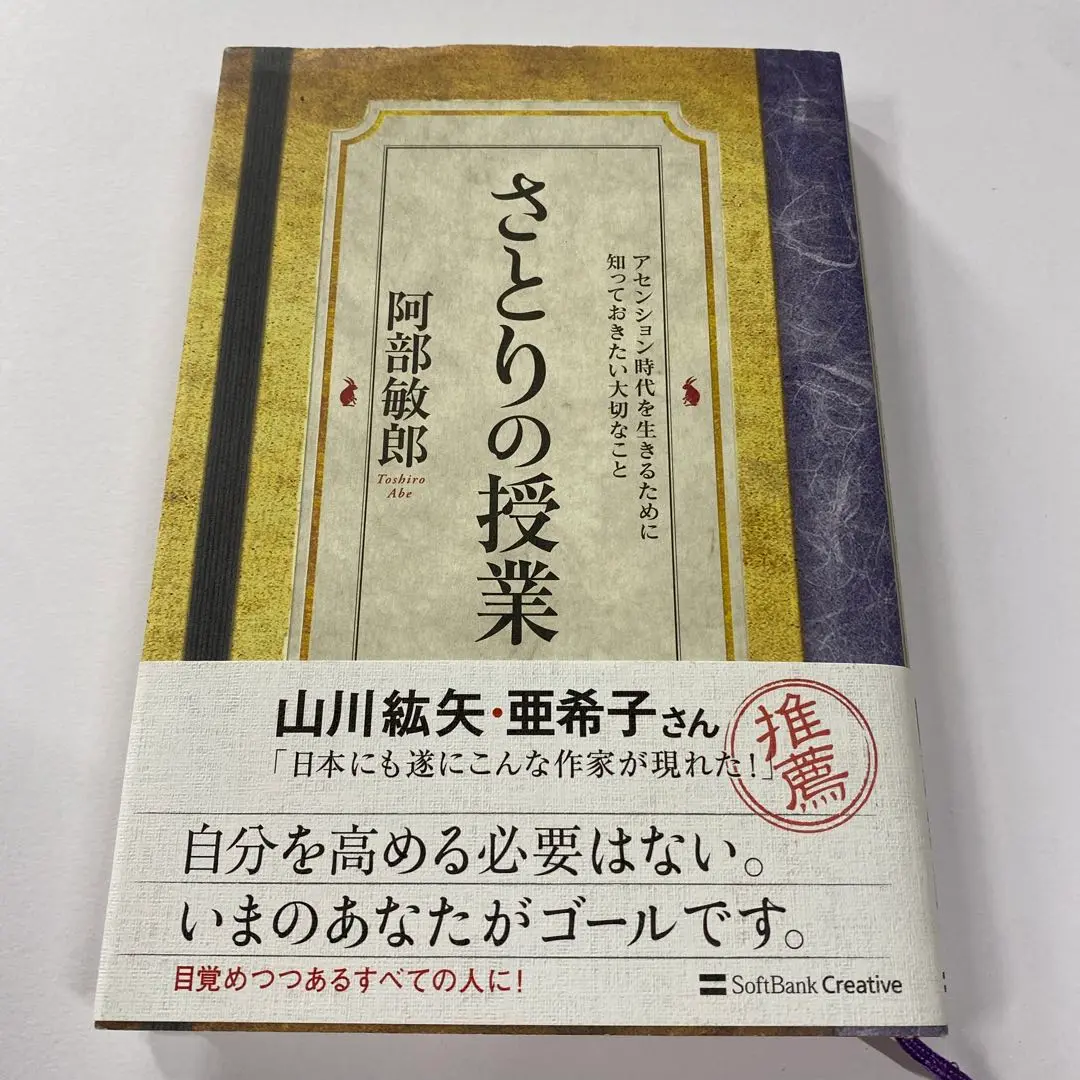 アセンション時代を生きるために
知っておきたい大切なこと
さとりの授業
阿部敏郎
Toshiro
Abe
山川紘矢・亜希子さん
「日本にも遂にこんな作家が現れた!」
推薦
自分を高める必要はない。
いまのあなたがゴールです。
目覚めつつあるすべての人に!
SoftBank Creative